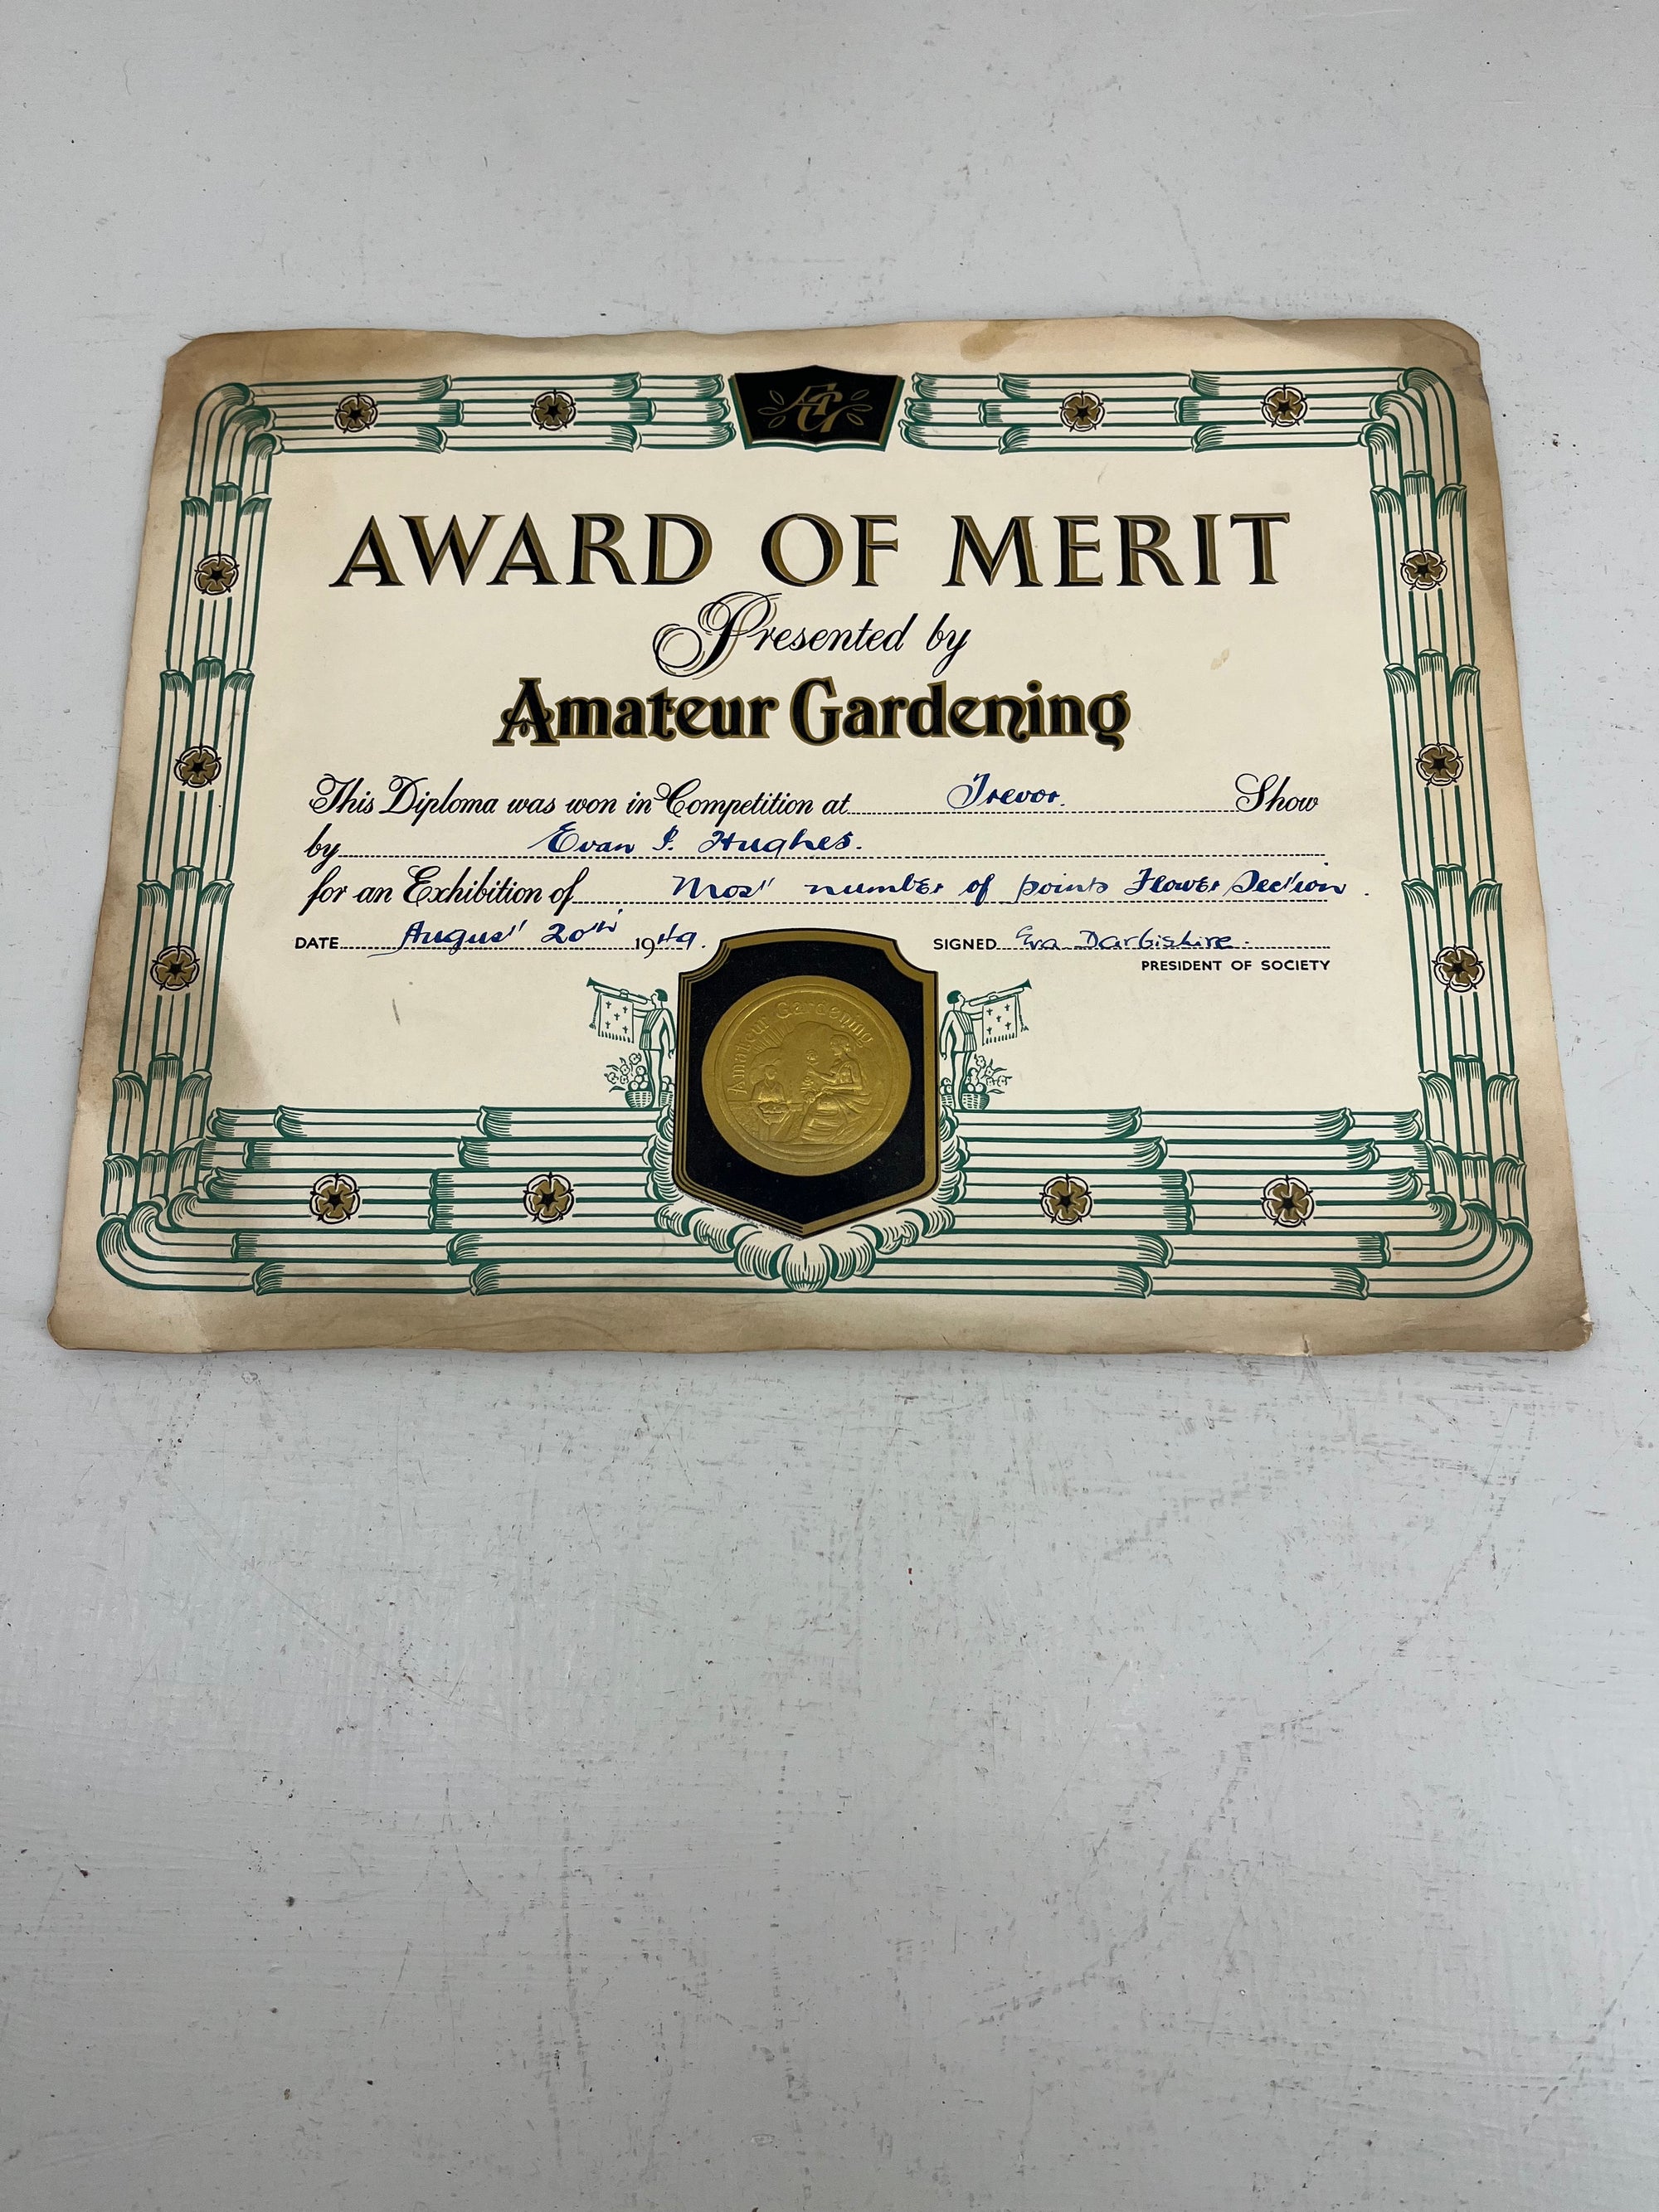 AG
AWARD OF MERIT
Presented by
Amateur Gardening
This Diploma was won in Competition at Trevor. Show
by Evan I. Hughes.
for an Exhibition of Most number of points Flower Section.
DATE August 20th 1949. SIGNED Eva Darbishire.
PRESIDENT OF SOCIETY
Amateur Gardening